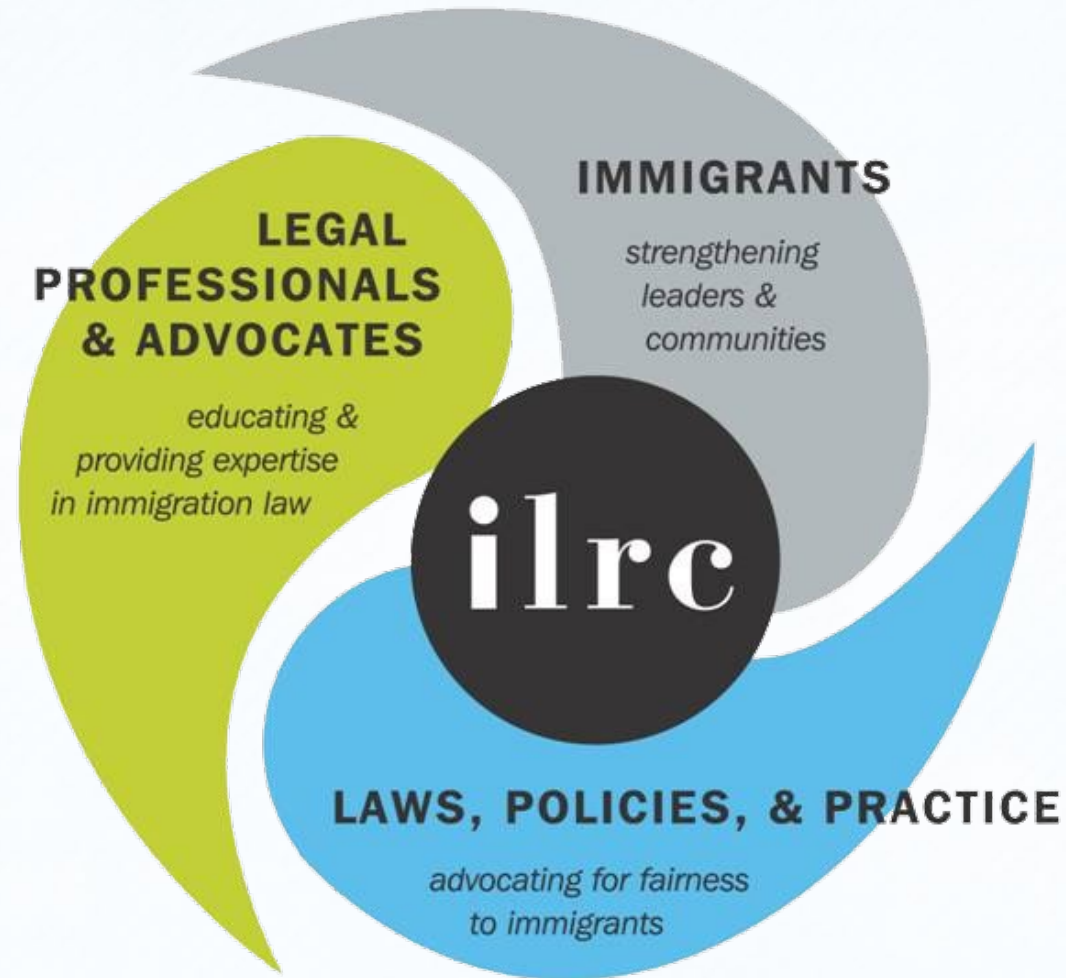 IMMIGRANTS
strengthening
leaders &
communities
LEGAL
PROFESSIONALS
& ADVOCATES
educating &
providing expertise
in immigration law
ilrc
LAWS, POLICIES, & PRACTICE
advocating for fairness
to immigrants